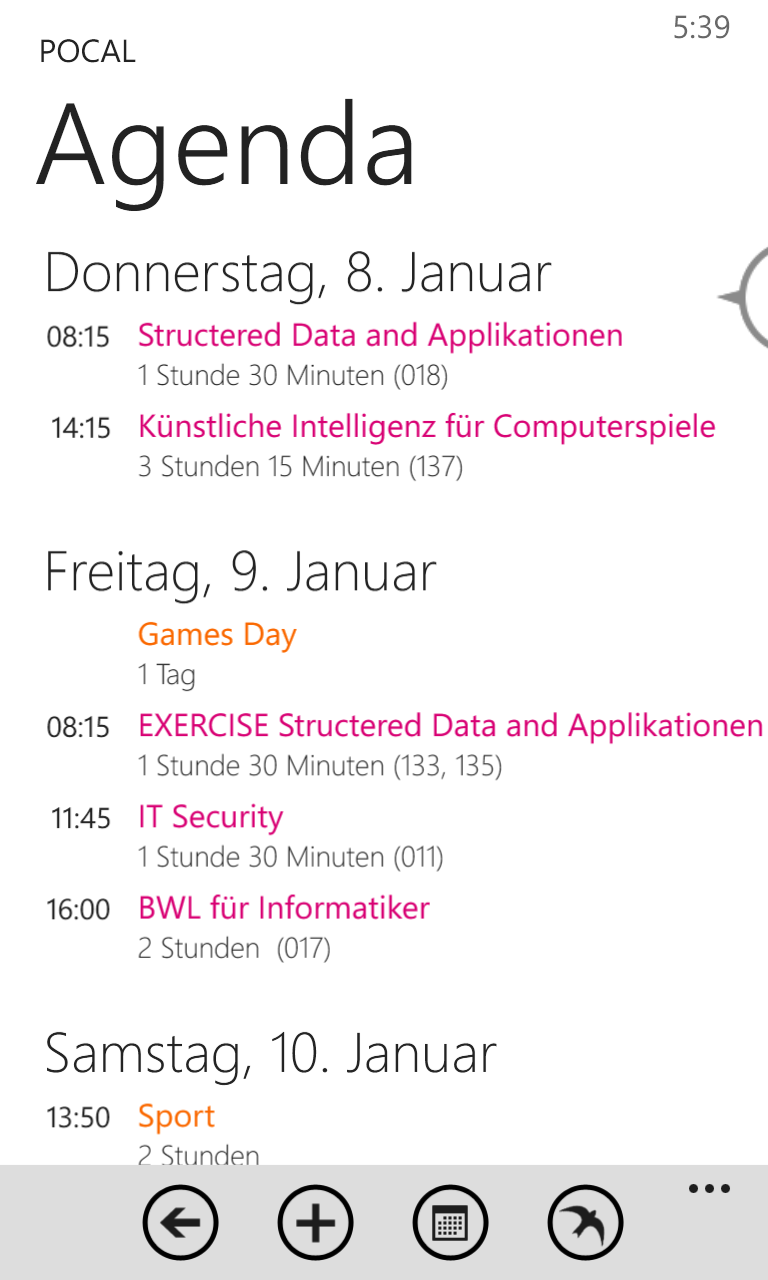 5:39
POCAL
Agenda
Donnerstag, 8. Januar
08:15 Structered Data and Applikationen
1 Stunde 30 Minuten (018)
14:15 Künstliche Intelligenz für Computerspiele
3 Stunden 15 Minuten (137)
Freitag, 9. Januar
Games Day
1 Tag
08:15 EXERCISE Structered Data and Applikationen
1 Stunde 30 Minuten (133, 135)
11:45 IT Security
1 Stunde 30 Minuten (011)
16:00 BWL für Informatiker
2 Stunden (017)
Samstag, 10. Januar
13:50 Sport
2 Stunden